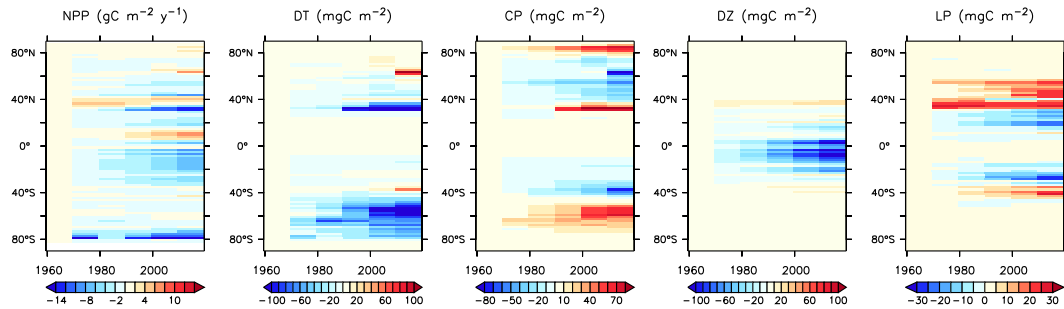 NPP (gC m⁻² y⁻¹)
DT (mgC m⁻²)
CP (mgC m⁻²)
DZ (mgC m⁻²)
LP (mgC m⁻²)
80°N 80°N 80°N 80°N 80°N
40°N 40°N 40°N 40°N 40°N
0° 0° 0° 0° 0°
40°S 40°S 40°S 40°S 40°S
80°S 80°S 80°S 80°S 80°S
1960 1980 2000
1960 1980 2000
1960 1980 2000
1960 1980 2000
1960 1980 2000
-14 -8 -2 4 10
-100 -60 -20 20 60 100
-80 -50 -20 10 40 70
-100 -60 -20 20 60 100
-30 -20 -10 0 10 20 30